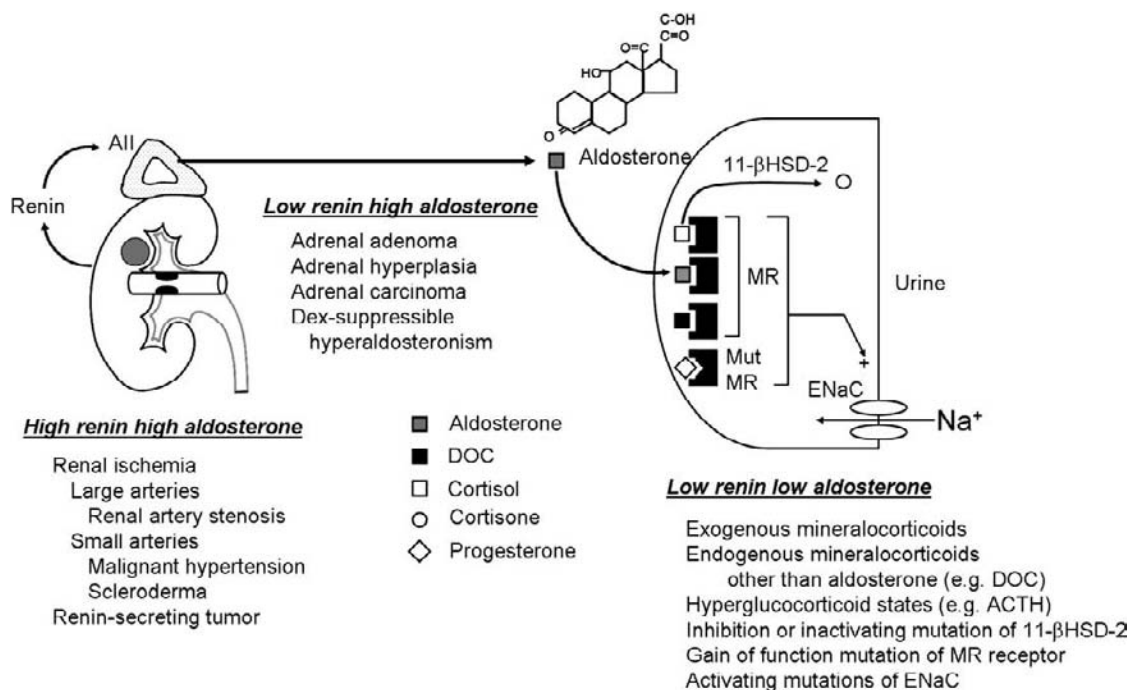 C-OH
C=O
O=C
HO
O
AII
Renin
Aldosterone
Low renin high aldosterone
Adrenal adenoma
Adrenal hyperplasia
Adrenal carcinoma
Dex-suppressible
hyperaldosteronism
11-βHSD-2
MR
Mut
MR
+
ENaC
Na⁺
Urine
High renin high aldosterone
Renal ischemia
Large arteries
Renal artery stenosis
Small arteries
Malignant hypertension
Scleroderma
Renin-secreting tumor
Aldosterone
DOC
Cortisol
Cortisone
Progesterone
Low renin low aldosterone
Exogenous mineralocorticoids
Endogenous mineralocorticoids
other than aldosterone (e.g. DOC)
Hyperglucocorticoid states (e.g. ACTH)
Inhibition or inactivating mutation of 11-βHSD-2
Gain of function mutation of MR receptor
Activating mutations of ENaC